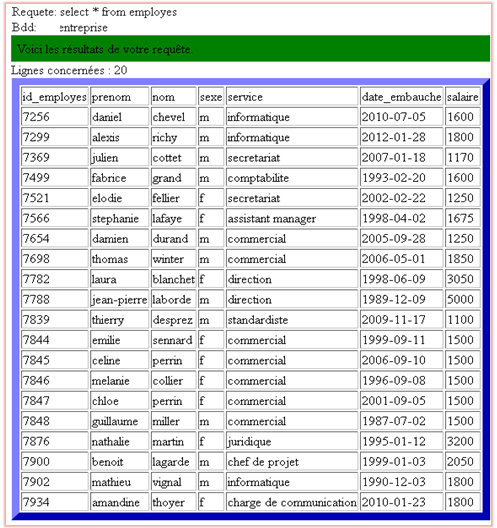 Requete: select * from employes
Bdd: entreprise
Voici les résultats de votre requête.
Lignes concernées : 20
id_employes prenom nom sexe service date_embauche salaire
7256 daniel chevel m informatique 2010-07-05 1600
7299 alexis richy m informatique 2012-01-28 1800
7369 julien cottet m secretariat 2007-01-18 1170
7499 fabrice grand m comptabilite 1993-02-20 1600
7521 elodie fellier f secretariat 2002-02-22 1250
7566 stephanie lafaye f assistant manager 1998-04-02 1675
7654 damien durand m commercial 2005-09-28 1250
7698 thomas winter m commercial 2006-05-01 1850
7782 laura blanchet f direction 1998-06-09 3050
7788 jean-pierre laborde m direction 1989-12-09 5000
7839 thierry desprez m standardiste 2009-11-17 1100
7844 emilie sennard f commercial 1999-09-11 1500
7845 celine perrin f commercial 2006-09-10 1500
7846 melanie collier f commercial 1996-09-08 1500
7847 chloe perrin f commercial 2001-09-05 1500
7848 guillaume miller m commercial 1987-07-02 1500
7876 nathalie martin f juridique 1995-01-12 3200
7900 benoit lagarde m chef de projet 1999-01-03 2050
7902 mathieu vignal m informatique 1990-12-03 1800
7934 amandine thoyer f charge de communication 2010-01-23 1800